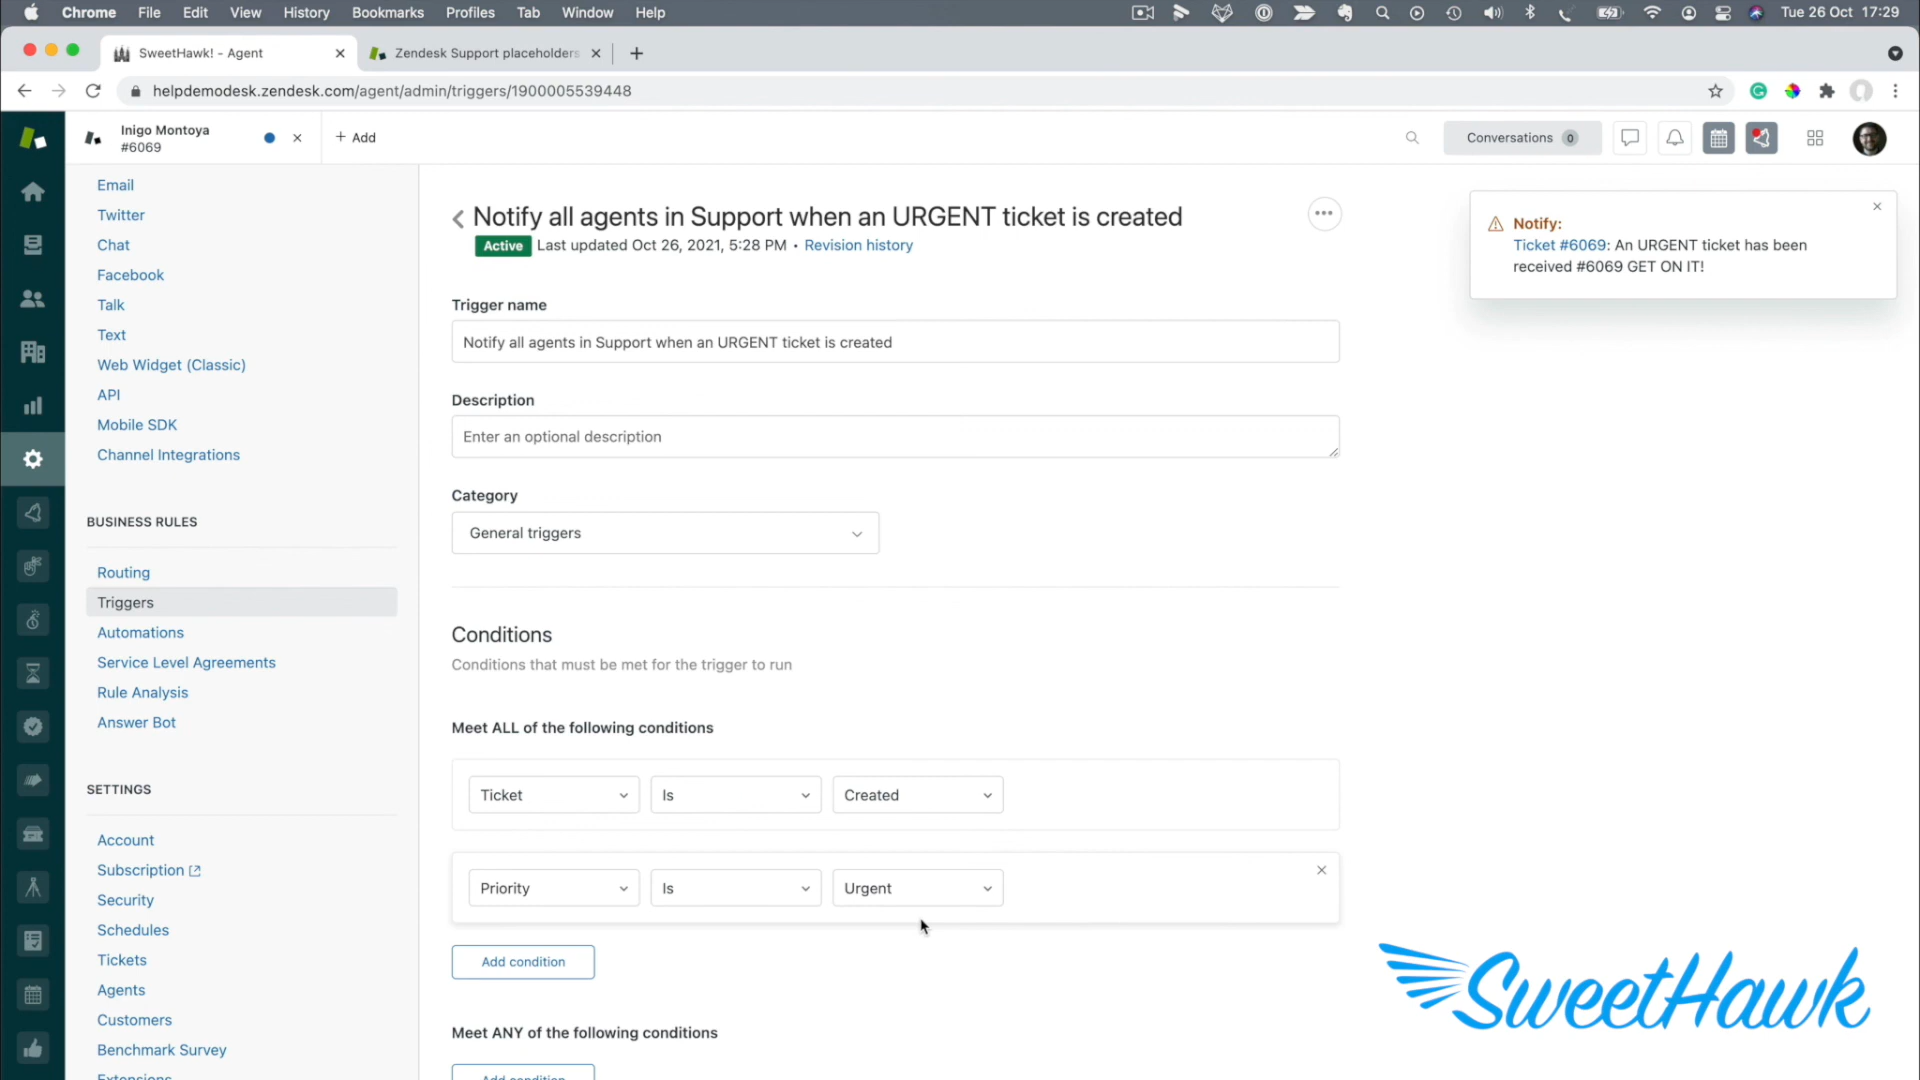 Chrome File Edit View History Bookmarks Profiles Tab Window Help Tue 26 Oct 17:29
SweetHawk! - Agent
Zendesk Support placeholders
helpdemodesk.zendesk.com/agent/admin/triggers/1900005539448
Inigo Montoya
#6069
+ Add
Conversations 0
Email
Twitter
Chat
Facebook
Talk
Text
Web Widget (Classic)
API
Mobile SDK
Channel Integrations
BUSINESS RULES
Routing
Triggers
Automations
Service Level Agreements
Rule Analysis
Answer Bot
SETTINGS
Account
Subscription
Security
Schedules
Tickets
Agents
Customers
Benchmark Survey
Extensions
Notify all agents in Support when an URGENT ticket is created
Active Last updated Oct 26, 2021, 5:28 PM • Revision history
Trigger name
Notify all agents in Support when an URGENT ticket is created
Description
Enter an optional description
Category
General triggers
Conditions
Conditions that must be met for the trigger to run
Meet ALL of the following conditions
Ticket Is Created
Priority Is Urgent
Add condition
Meet ANY of the following conditions
Add condition
Notify:
Ticket #6069: An URGENT ticket has been
received #6069 GET ON IT!
SweetHawk